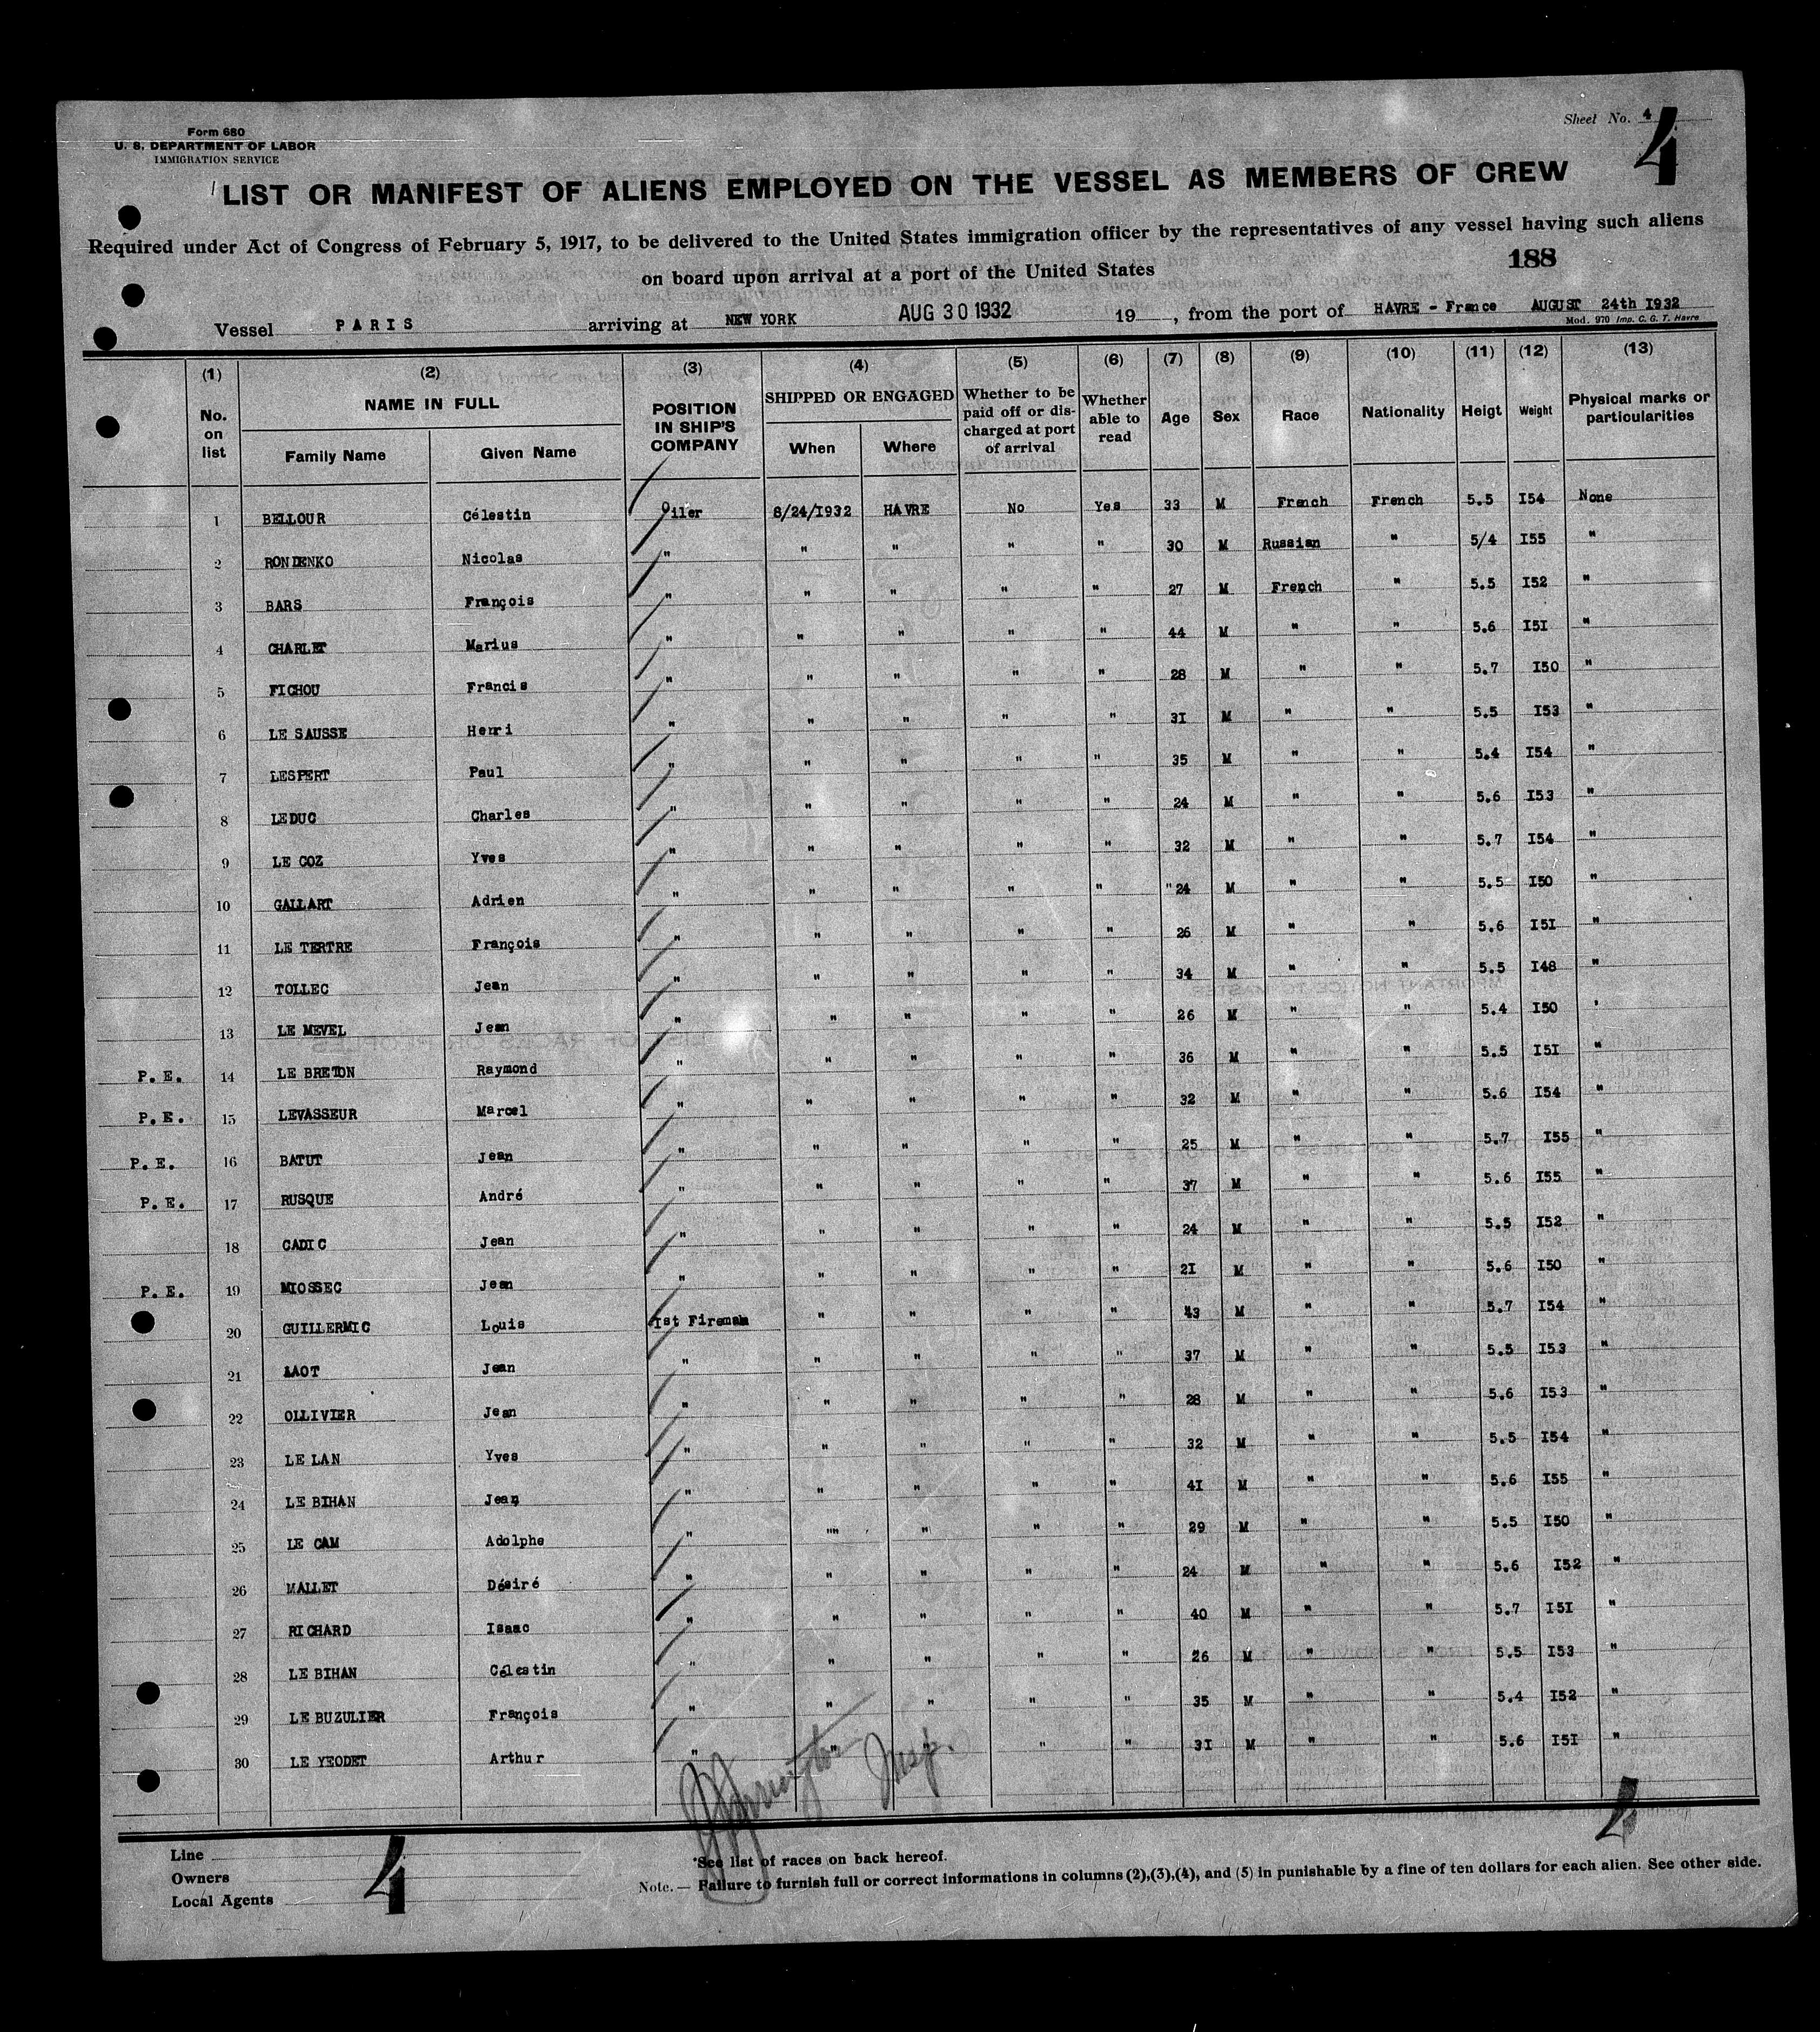 Sheet No. 4
4
Form 680
U. S. DEPARTMENT OF LABOR
IMMIGRATION SERVICE
LIST OR MANIFEST OF ALIENS EMPLOYED ON THE VESSEL AS MEMBERS OF CREW
Required under Act of Congress of February 5, 1917, to be delivered to the United States immigration officer by the representatives of any vessel having such aliens
on board upon arrival at a port of the United States
188
Vessel PARIS arriving at NEW YORK AUG 30 1932 19 , from the port of HAVRE - France AUGUST 24th I932
Mod. 970 Imp. C. G. T. Havre
(1) (2) (3) (4) (5) (6) (7) (8) (9) (10) (11) (12) (13)
No. on list NAME IN FULL Family Name Given Name POSITION IN SHIP'S COMPANY SHIPPED OR ENGAGED When Where Whether to be paid off or discharged at port of arrival Whether able to read Age Sex Race Nationality Heigt Weight Physical marks or particularities
1 BELLOUR Célestin Oiler 8/24/I932 HAVRE No Yes 33 M French French 5.5 I54 None
2 RONDENKO Nicolas " " " " " 30 M Russian " 5/4 I55 "
3 BARS François " " " " " 27 M French " 5.5 I52 "
4 CHARLET Marius " " " " " 44 M " " 5.6 I5I "
5 FICHOU Francis " " " " " 28 M " " 5.7 I50 "
6 LE SAUSSE Henri " " " " " 3I M " " 5.5 I53 "
7 LESPERT Paul " " " " " 35 M " " 5.4 I54 "
8 LEDUC Charles " " " " " 24 M " " 5.6 I53 "
9 LE COZ Yves " " " " " 32 M " " 5.7 I54 "
10 GALLART Adrien " " " " " " 24 M " " 5.5 I50 "
11 LE TERTRE François " " " " " 26 M " " 5.6 I5I "
12 TOLLEC Jean " " " " " 34 M " " 5.5 I48 "
13 LE MEVEL Jean " " " " " 26 M " " 5.4 I50 '
P. E. 14 LE BRETON Raymond " " " " " 36 M " " 5.5 I5I "
P. E. 15 LEVASSEUR Marcel " " " " " 32 M " " 5.6 I54 "
P. E. 16 BATUT Jean " " " " " 25 M " " 5.7 I55 "
P. E. 17 RUSQUE André " " " " " 37 M " " 5.6 I55 "
18 CADIC Jean " " " " " 24 M " " 5.5 I52 "
P. E. 19 MIOSSEC Jean " " " " " 2I M " " 5.6 I50 "
20 GUILLERMIC Louis Ist Fireman " " " " 43 M " " 5.7 I54 "
21 LAOT Jean " " " " " 37 M " " 5.5 I53 "
22 OLLIVIER Jean " " " " " 28 M " " 5.6 I53 "
23 LE LAN Yves " " " " " 32 M " " 5.5 I54 "
24 LE BIHAN Jean " " " " " 4I M " " 5.6 I55 "
25 LE CAM Adolphe " "" " " " 29 M " " 5.5 I50 "
26 MALLET Désiré " " " " " 24 M " " 5.6 I52 "
27 RICHARD Isaac " " " " " 40 M " " 5.7 I5I "
28 LE BIHAN Célestin " " " " " 26 M " " 5.5 I53 "
29 LE BUZULIER François " " " " " 35 M " " 5.4 I52 "
30 LE YEODET Arthur " " " " " 3I M " " 5.6 I5I "
Insp.
Line
Owners
Local Agents
4
4
*See list of races on back hereof.
Note. — Failure to furnish full or correct informations in columns (2),(3),(4), and (5) in punishable by a fine of ten dollars for each alien. See other side.